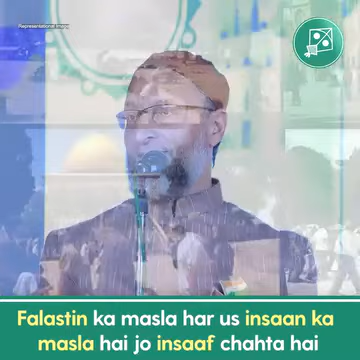 Representational Image
Falastin ka masla har us insaan ka
masla hai jo insaaf chahta hai